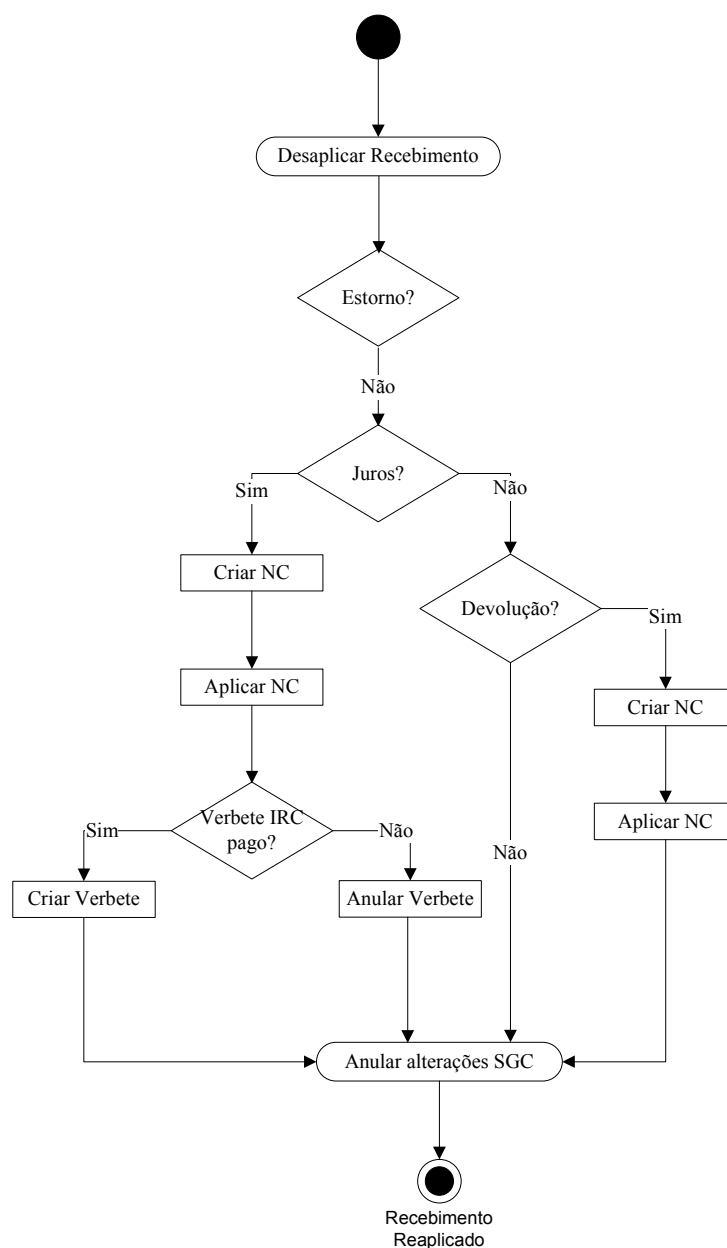 Desaplicar Recebimento
Estorno?
Não
Juros?
Sim
Não
Criar NC
Devolução?
Sim
Aplicar NC
Criar NC
Verbete IRC
pago?
Sim
Não
Aplicar NC
Não
Criar Verbete
Anular Verbete
Anular alterações SGC
Recebimento
Reaplicado